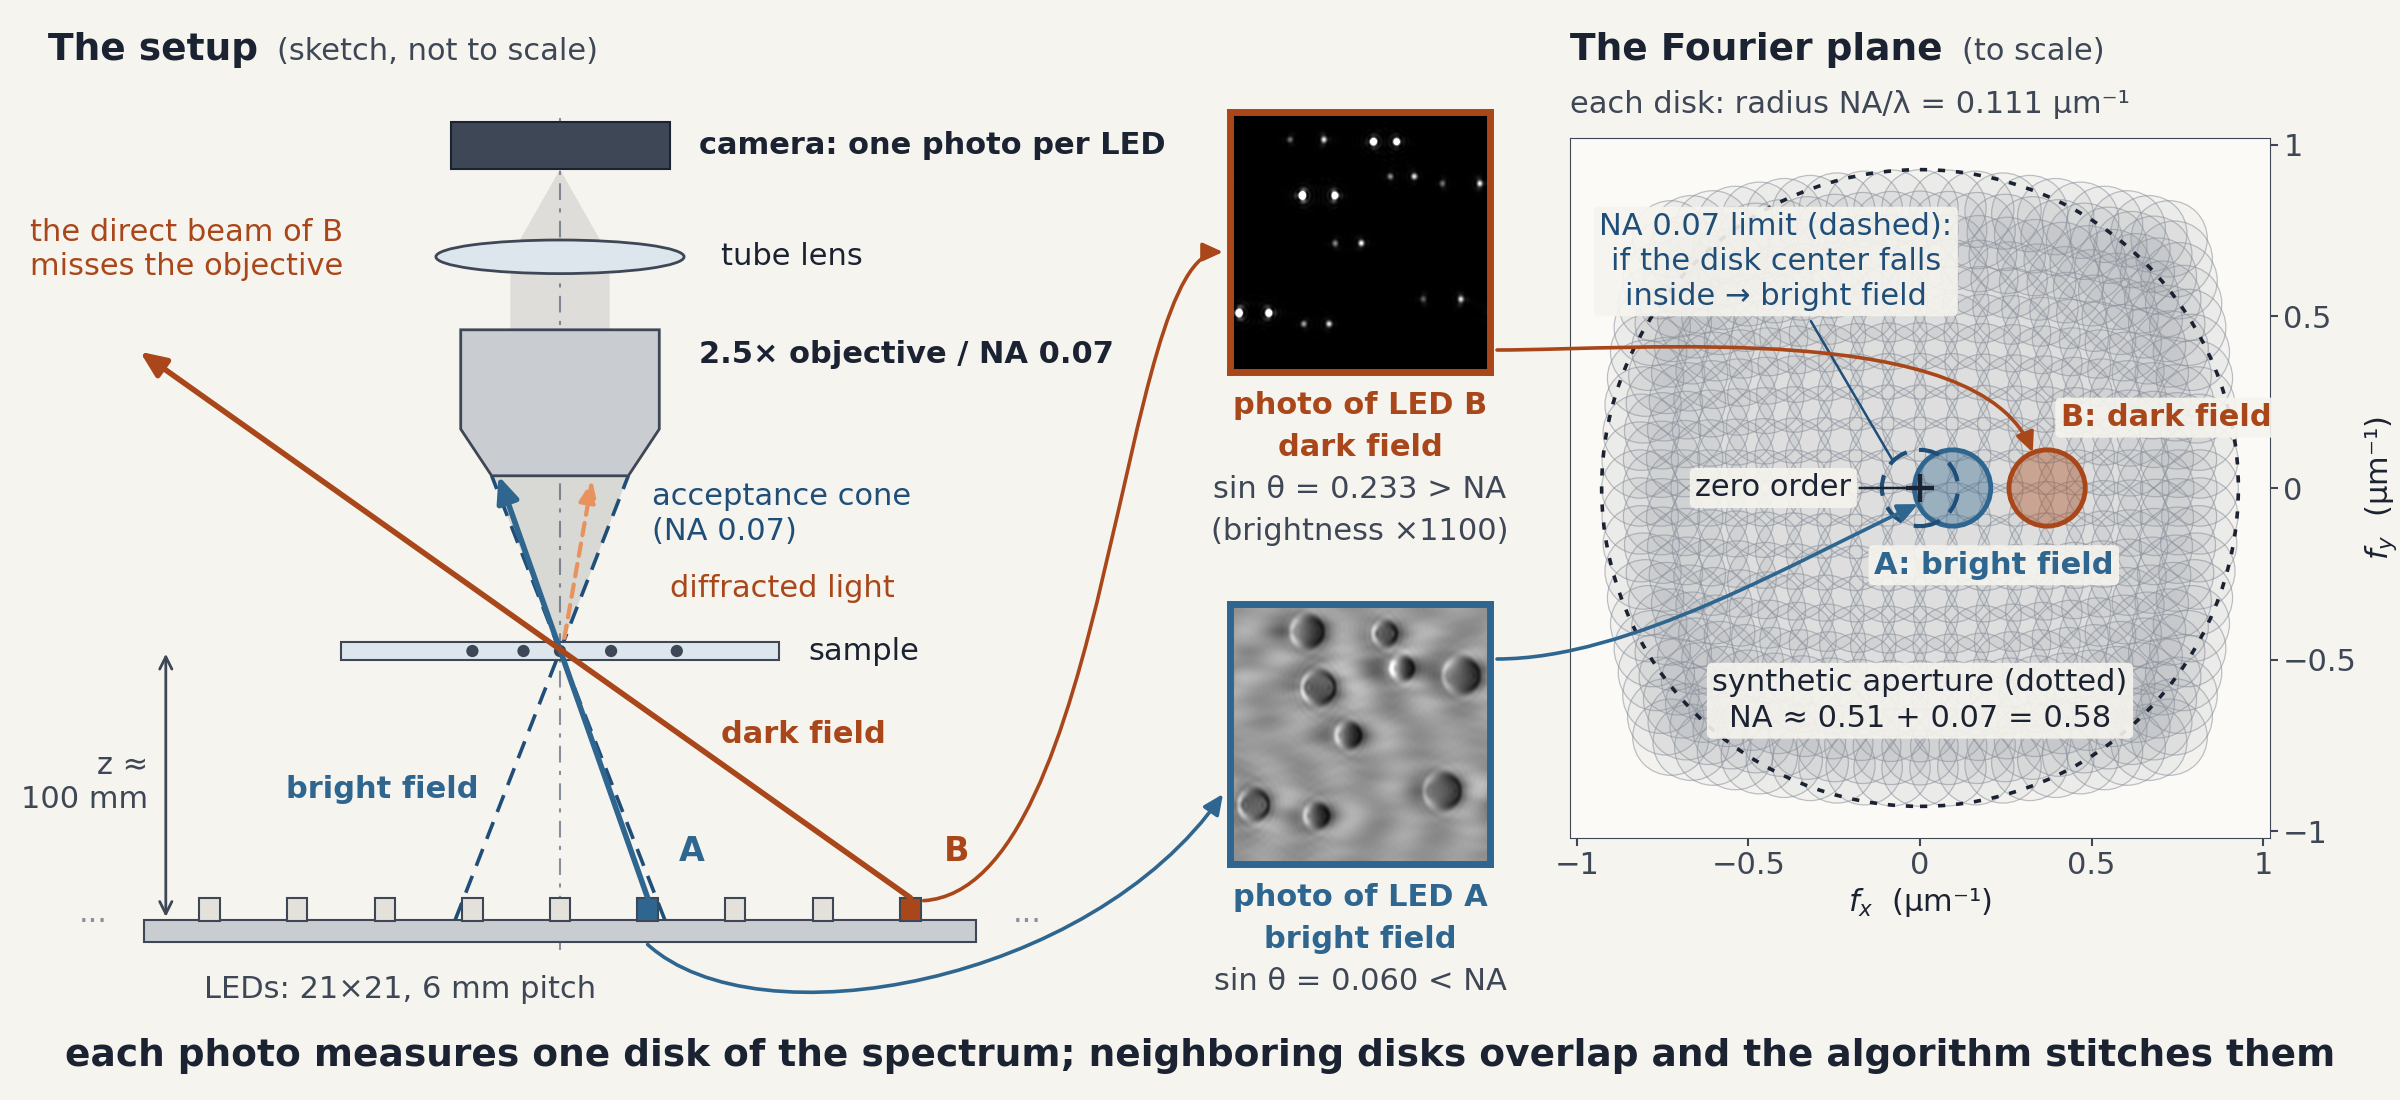 The setup (sketch, not to scale)
camera: one photo per LED
the direct beam of B
misses the objective
tube lens
2.5× objective / NA 0.07
acceptance cone
(NA 0.07)
diffracted light
sample
dark field
bright field
z ≈
100 mm
A
B
...
...
LEDs: 21×21, 6 mm pitch
photo of LED B
dark field
sin θ = 0.233 > NA
(brightness ×1100)
photo of LED A
bright field
sin θ = 0.060 < NA
The Fourier plane (to scale)
each disk: radius NA/λ = 0.111 µm⁻¹
NA 0.07 limit (dashed):
if the disk center falls
inside → bright field
B: dark field
zero order
A: bright field
synthetic aperture (dotted)
NA ≈ 0.51 + 0.07 = 0.58
1
0.5
0
−0.5
−1
f_y (µm⁻¹)
−1 −0.5 0 0.5 1
f_x (µm⁻¹)
each photo measures one disk of the spectrum; neighboring disks overlap and the algorithm stitches them